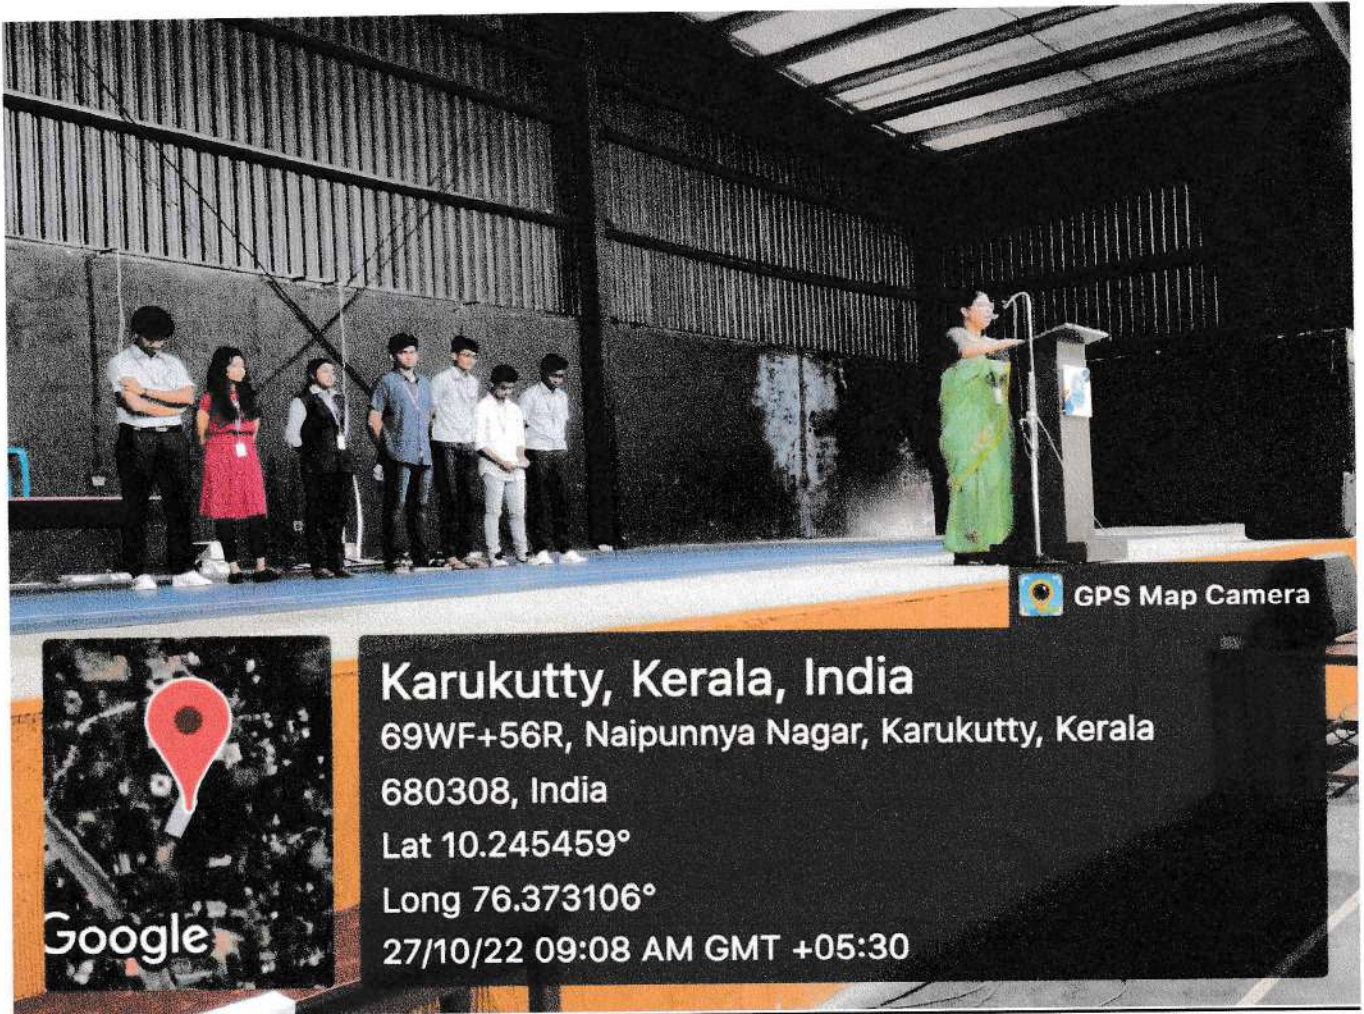 GPS Map Camera
Karukutty, Kerala, India
69WF+56R, Naipunnya Nagar, Karukutty, Kerala
680308, India
Lat 10.245459°
Long 76.373106°
27/10/22 09:08 AM GMT +05:30
Google